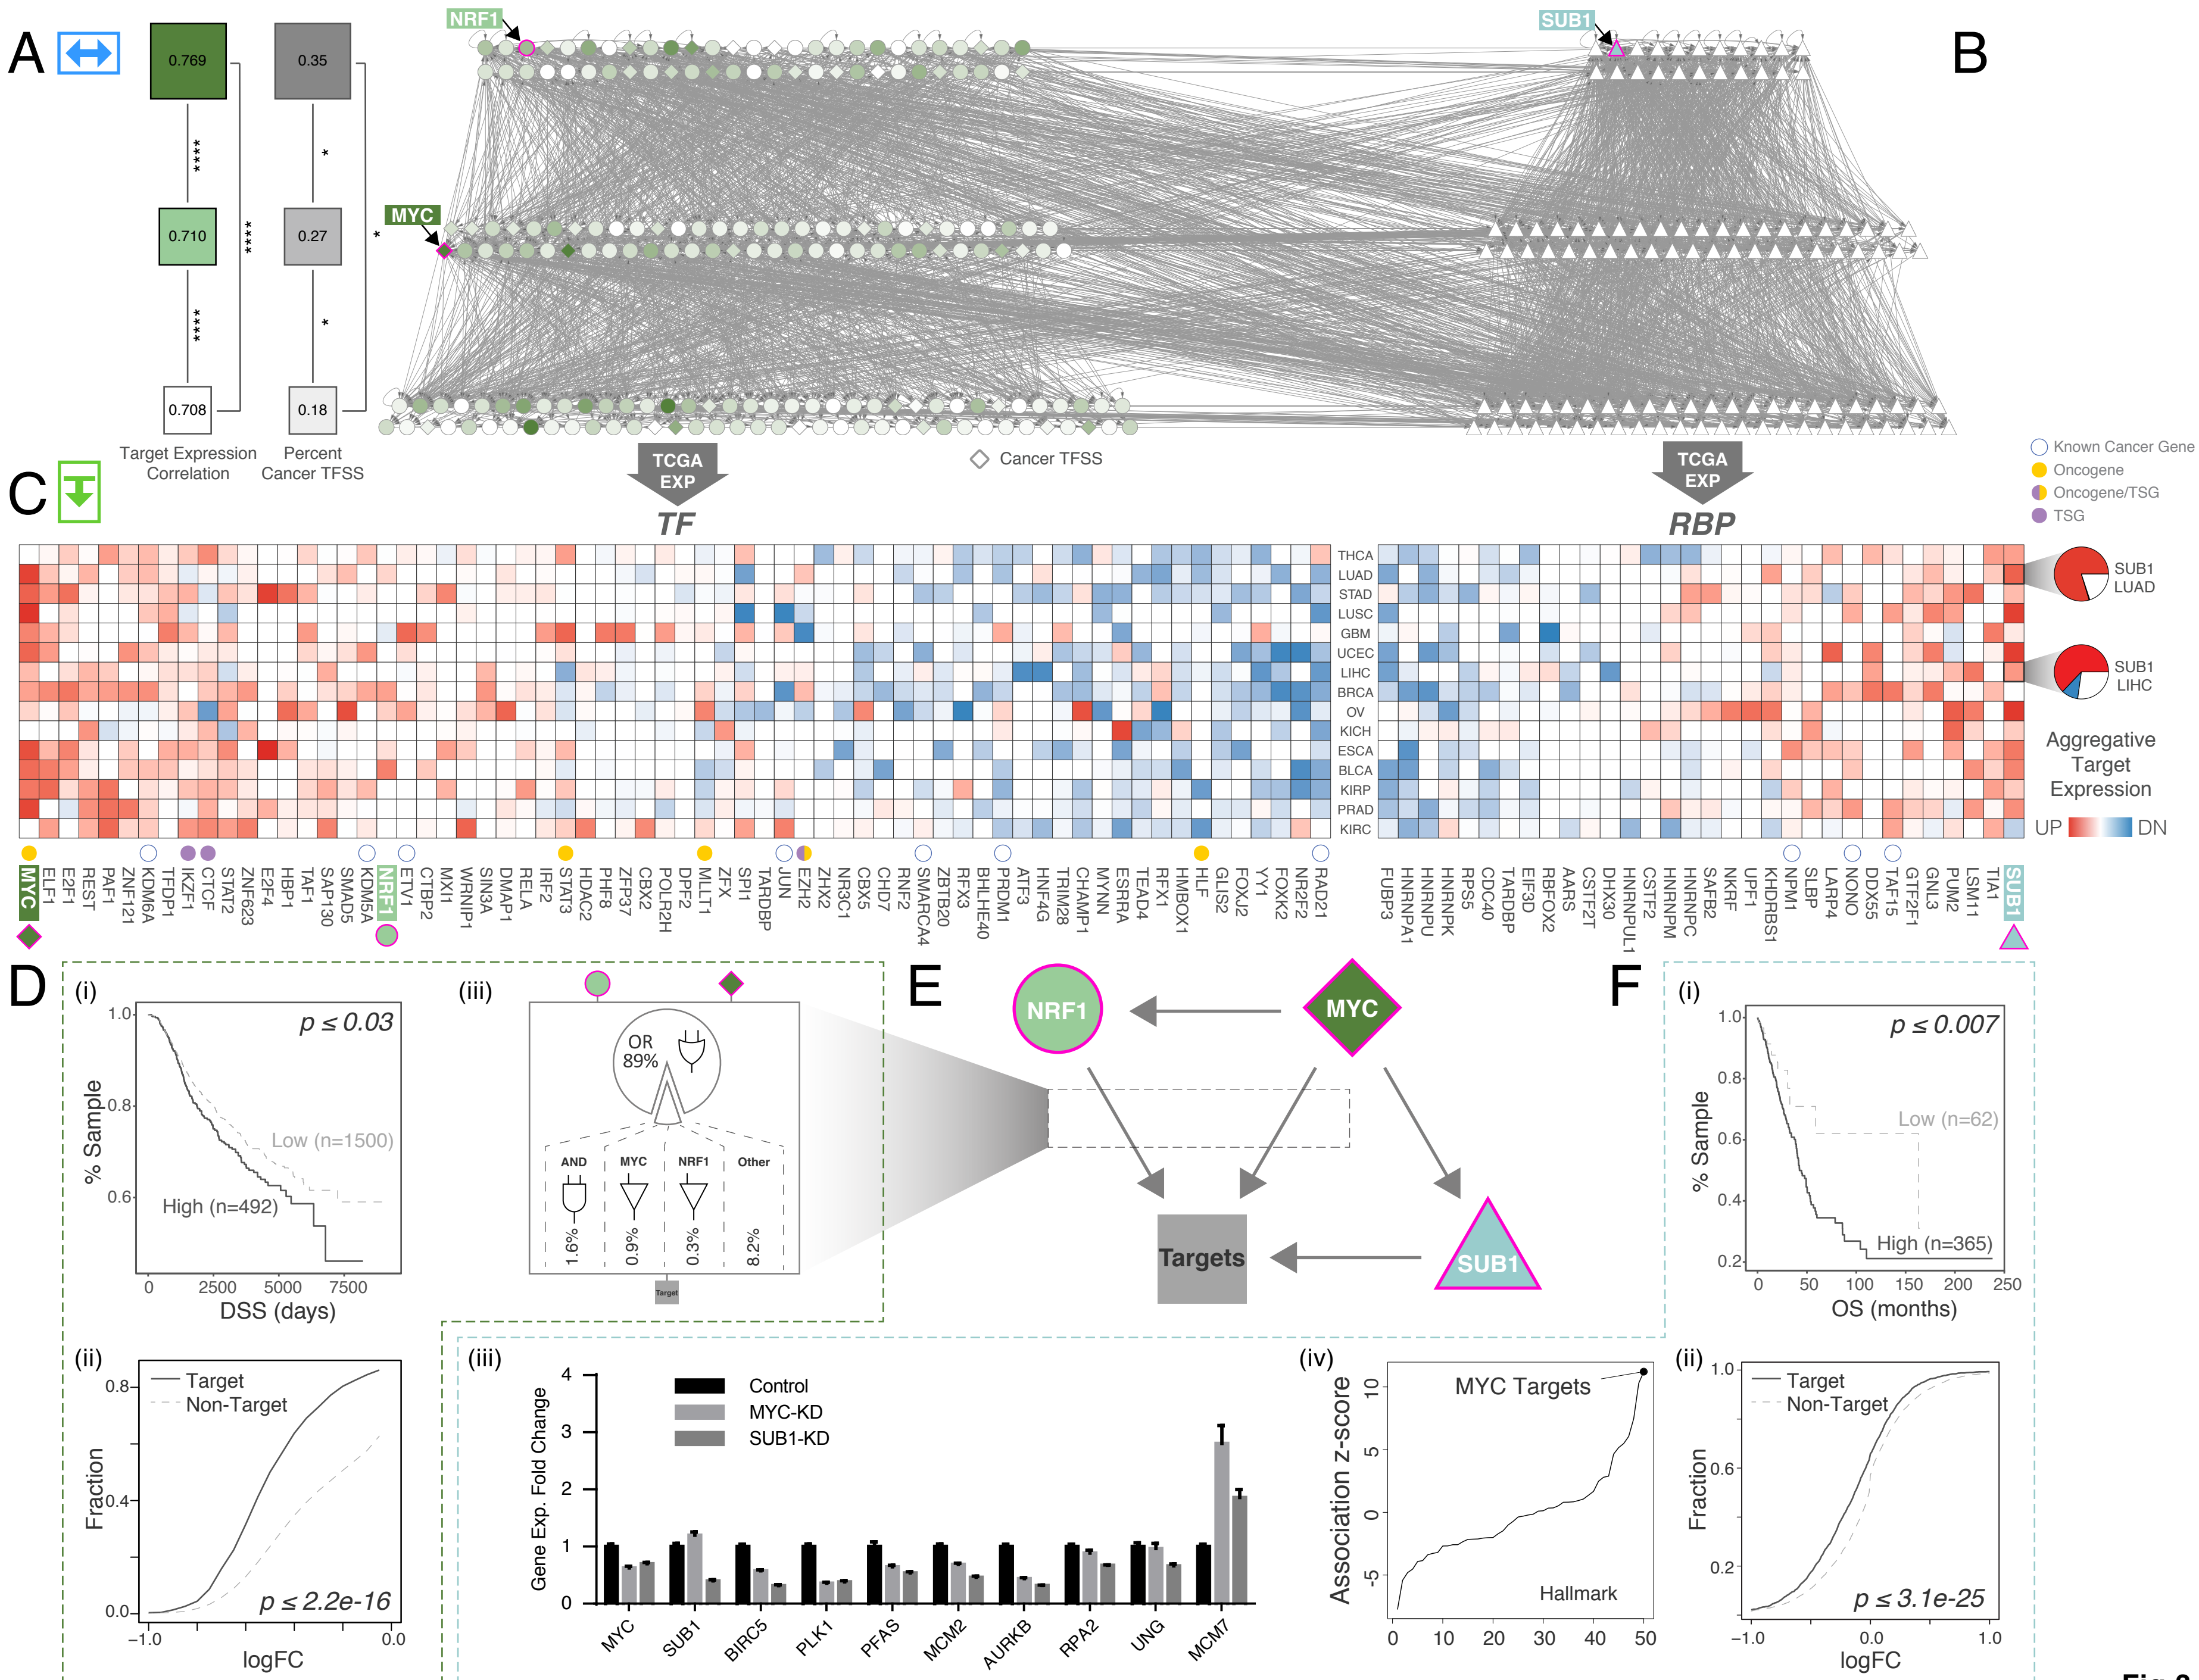 A
B
NRF1
SUB1
MYC
0.769
0.35
****
*
0.710
0.27
****
*
****
*
0.708
0.18
Target Expression
Correlation
Percent
Cancer TFSS
TCGA
EXP
TF
Cancer TFSS
TCGA
EXP
RBP
Known Cancer Gene
Oncogene
Oncogene/TSG
TSG
C
THCA
LUAD
STAD
LUSC
GBM
UCEC
LIHC
BRCA
OV
KICH
ESCA
BLCA
KIRP
PRAD
KIRC
SUB1
LUAD
SUB1
LIHC
Aggregative
Target
Expression
UP
DN
MYC
ELF1
E2F1
REST
PAF1
ZNF121
KDM6A
TFDP1
IKZF1
CTCF
STAT2
ZNF623
E2F4
HBP1
TAF1
SAP130
SMAD5
KDM5A
NRF1
ETV1
CTBP2
MXI1
WRNIP1
SIN3A
DMAP1
RELA
IRF2
STAT3
HDAC2
PHF8
ZFP37
CBX2
POLR2H
DPF2
MLLT1
ZFX
SPI1
TARDBP
JUN
EZH2
ZHX2
NR3C1
CBX5
CHD7
RNF2
SMARCA4
ZBTB20
RFX3
BHLHE40
PRDM1
ATF3
HNF4G
TRIM28
CHAMP1
MYNN
ESRRA
TEAD4
RFX1
HMBOX1
HLF
GLIS2
FOXJ2
YY1
FOXK2
NR2F2
RAD21
FUBP3
HNRNPA1
HNRNPU
HNRNPK
RPS5
CDC40
TARDBP
EIF3D
RBFOX2
AARS
CSTF2T
DHX30
HNRNPUL1
CSTF2
HNRNPM
HNRNPC
SAFB2
NKRF
UPF1
KHDRBS1
NPM1
SLBP
LARP4
NONO
DDX55
TAF15
GTF2F1
GNL3
PUM2
LSM11
TIA1
SUB1
D
(i)
1.0
0.8
0.6
% Sample
p ≤ 0.03
Low (n=1500)
High (n=492)
0
2500
5000
7500
DSS (days)
(iii)
OR
89%
AND
MYC
NRF1
Other
1.6%
0.9%
0.3%
8.2%
Target
E
NRF1
MYC
Targets
SUB1
F
(i)
1.0
0.8
0.6
0.4
0.2
% Sample
p ≤ 0.007
Low (n=62)
High (n=365)
0
50
100
150
200
250
OS (months)
(ii)
0.8
0.4
0.0
Fraction
Target
Non-Target
p ≤ 2.2e-16
−1.0
0.0
logFC
(iii)
Gene Exp. Fold Change
4
3
2
1
0
Control
MYC-KD
SUB1-KD
MYC
SUB1
BIRC5
PLK1
PFAS
MCM2
AURKB
RPA2
UNG
MCM7
(iv)
Association z-score
10
5
0
-5
MYC Targets
Hallmark
0
10
20
30
40
50
(ii)
1.0
0.6
0.2
Fraction
Target
Non-Target
p ≤ 3.1e-25
−1.0
0.0
1.0
logFC